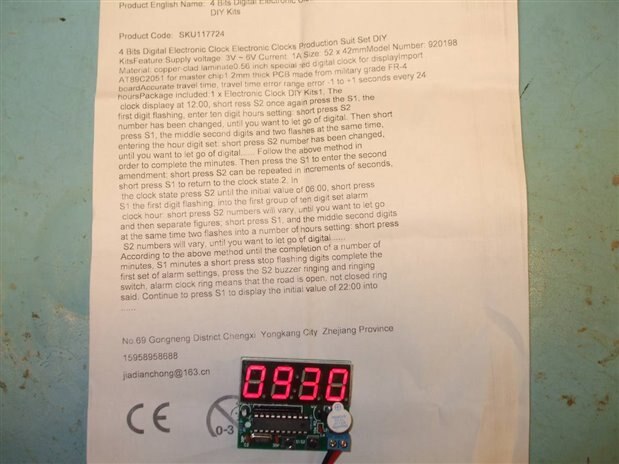 Product English Name: 4 Bits Digital Electronic
DIY Kits
Product Code: SKU117724
4 Bits Digital Electronic Clock Electronic Clocks Production Suit Set DIY
KitsFeature Supply voltage: 3V ~ 6V Current: 1A Size: 52 x 42mmModel Number: 920198
Material: copper-clad laminate0.56 inch special red digital clock for displayImport
AT89C2051 for master chip1.2mm thick PCB made from military grade FR-4
boardAccurate travel time, travel time error range error -1 to +1 seconds every 24
hoursPackage included:1 x Electronic Clock DIY Kits1, The
clock displaey at 12:00, short ress S2 once again press the S1, the
first digit flashing, enter ten digit hours setting: short press S2
number has been changed, until you want to let go of digital. Then short
press S1, the middle second digits and two flashes at the same time,
entering the hour digit set: short press S2 number has been changed,
until you want to let go of digital...... Follow the above method in
order to complete the minutes. Then press the S1 to enter the second
amendment: short press S2 can be repeated in increments of seconds,
short press S1 to return to the clock state.2. In
the clock state press S2 until the initial value of 06:00, short press
S1 the first digit flashing, into the first group of ten digit set alarm
clock hour: short press S2 numbers will vary, until you want to let go
and then separate figures; short press S1, and the middle second digits
at the same time two flashes into a number of hours setting: short press
S2 numbers will vary, until you want to let go of digital......
According to the above method until the completion of a number of
minutes, S1 minutes a short press stop flashing digits complete the
first set of alarm settings, press the S2 buzzer ringing and ringing
switch, alarm clock ring means that the road is open, not closed ring
said. Continue to press S1 to display the initial value of 22:00 into
......
No.69 Gongneng District Chengxi Yongkang City Zhejiang Province
15958958688
jiadianchong@163.cn
CE
0-3
0930